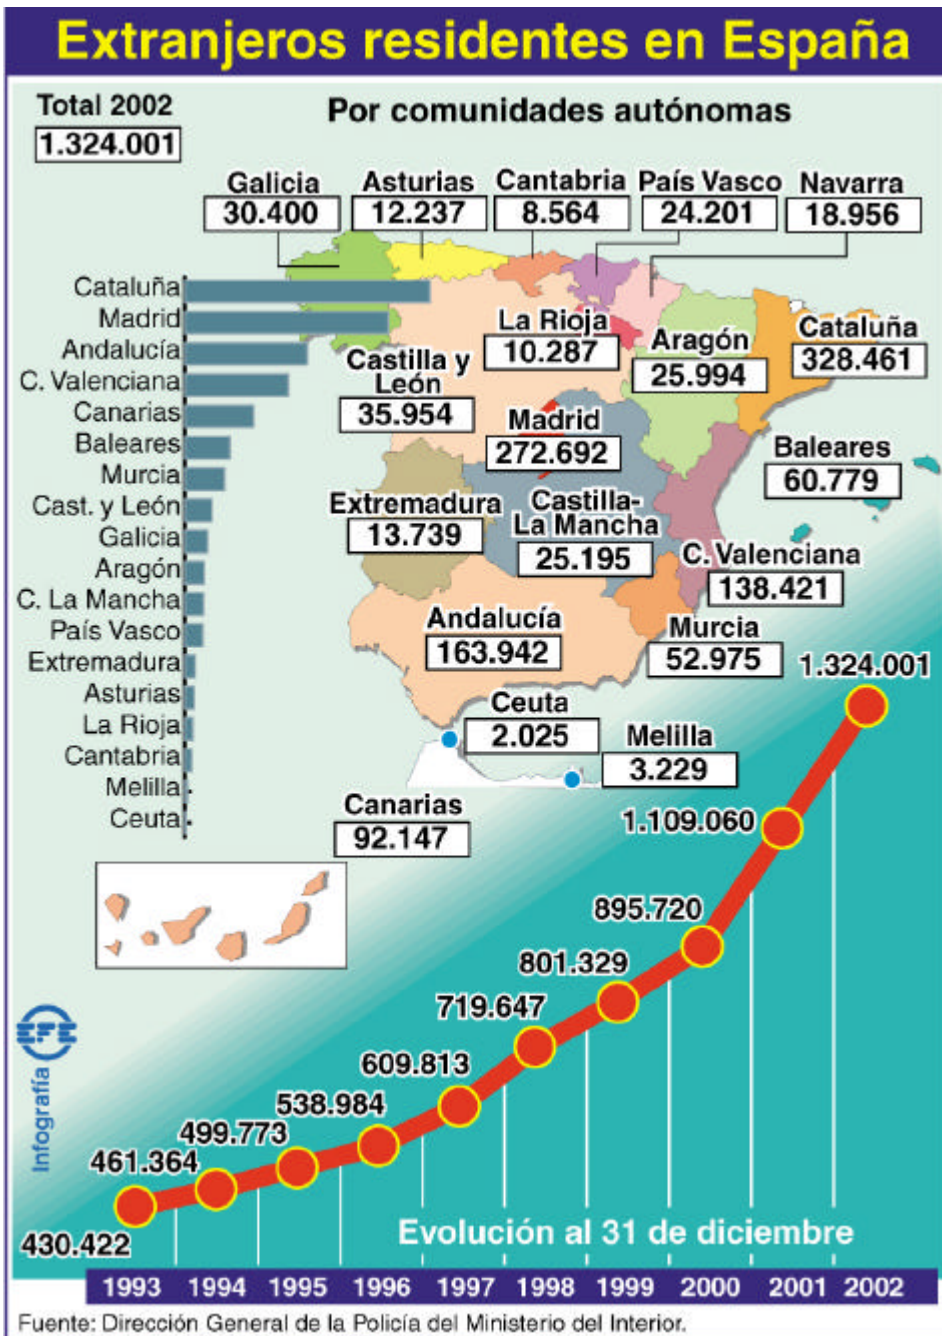 Extranjeros residentes en España
Total 2002
1.324.001
Por comunidades autónomas
Galicia
30.400
Asturias
12.237
Cantabria
8.564
País Vasco
24.201
Navarra
18.956
La Rioja
10.287
Aragón
25.994
Cataluña
328.461
Castilla y
León
35.954
Madrid
272.692
Baleares
60.779
Extremadura
13.739
Castilla-
La Mancha
25.195
C. Valenciana
138.421
Andalucía
163.942
Murcia
52.975
Ceuta
2.025
Melilla
3.229
Canarias
92.147
Cataluña
Madrid
Andalucía
C. Valenciana
Canarias
Baleares
Murcia
Cast. y León
Galicia
Aragón
C. La Mancha
País Vasco
Extremadura
Asturias
La Rioja
Cantabria
Melilla
Ceuta
1.324.001
1.109.060
895.720
801.329
719.647
609.813
538.984
499.773
461.364
430.422
EFE
Infografía
Evolución al 31 de diciembre
1993 1994 1995 1996 1997 1998 1999 2000 2001 2002
Fuente: Dirección General de la Policía del Ministerio del Interior.